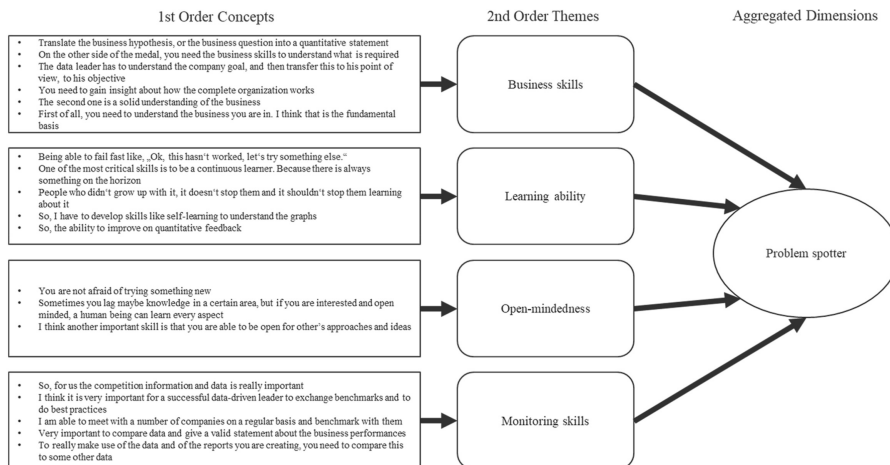 1st Order Concepts
2nd Order Themes
Aggregated Dimensions
• Translate the business hypothesis, or the business question into a quantitative statement
• On the other side of the medal, you need the business skills to understand what is required
• The data leader has to understand the company goal, and then transfer this to his point of
view, to his objective
• You need to gain insight about how the complete organization works
• The second one is a solid understanding of the business
• First of all, you need to understand the business you are in. I think that is the fundamental
basis
Business skills
• Being able to fail fast like, „Ok, this hasn't worked, let's try something else.“
• One of the most critical skills is to be a continuous learner. Because there is always
something on the horizon
• People who didn't grow up with it, it doesn't stop them and it shouldn't stop them learning
about it
• So, I have to develop skills like self-learning to understand the graphs
• So, the ability to improve on quantitative feedback
Learning ability
Problem spotter
• You are not afraid of trying something new
• Sometimes you lag maybe knowledge in a certain area, but if you are interested and open
minded, a human being can learn every aspect
• I think another important skill is that you are able to be open for other's approaches and ideas
Open-mindedness
• So, for us the competition information and data is really important
• I think it is very important for a successful data-driven leader to exchange benchmarks and to
do best practices
• I am able to meet with a number of companies on a regular basis and benchmark with them
• Very important to compare data and give a valid statement about the business performances
• To really make use of the data and of the reports you are creating, you need to compare this
to some other data
Monitoring skills